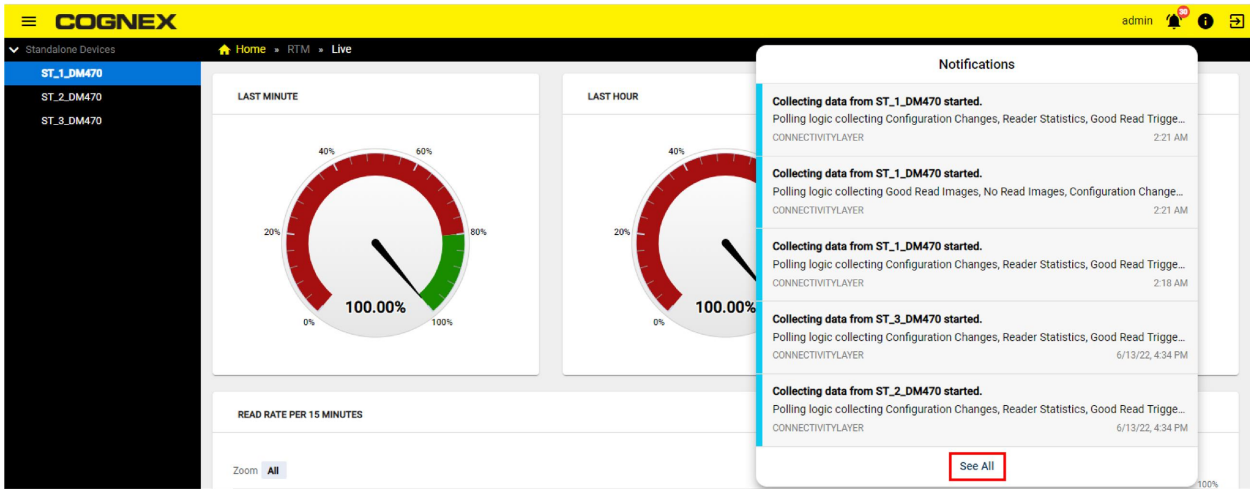 COGNEX
admin
30
Standalone Devices
Home » RTM » Live
ST_1_DM470
ST_2_DM470
ST_3_DM470
LAST MINUTE
40%
60%
20%
80%
100.00%
0%
100%
LAST HOUR
40%
20%
100.00%
0%
READ RATE PER 15 MINUTES
Zoom All
100%
Notifications
Collecting data from ST_1_DM470 started.
Polling logic collecting Configuration Changes, Reader Statistics, Good Read Trigge...
CONNECTIVITYLAYER 2:21 AM
Collecting data from ST_1_DM470 started.
Polling logic collecting Good Read Images, No Read Images, Configuration Change...
CONNECTIVITYLAYER 2:21 AM
Collecting data from ST_1_DM470 started.
Polling logic collecting Configuration Changes, Reader Statistics, Good Read Trigge...
CONNECTIVITYLAYER 2:18 AM
Collecting data from ST_3_DM470 started.
Polling logic collecting Configuration Changes, Reader Statistics, Good Read Trigge...
CONNECTIVITYLAYER 6/13/22, 4:34 PM
Collecting data from ST_2_DM470 started.
Polling logic collecting Configuration Changes, Reader Statistics, Good Read Trigge...
CONNECTIVITYLAYER 6/13/22, 4:34 PM
See All